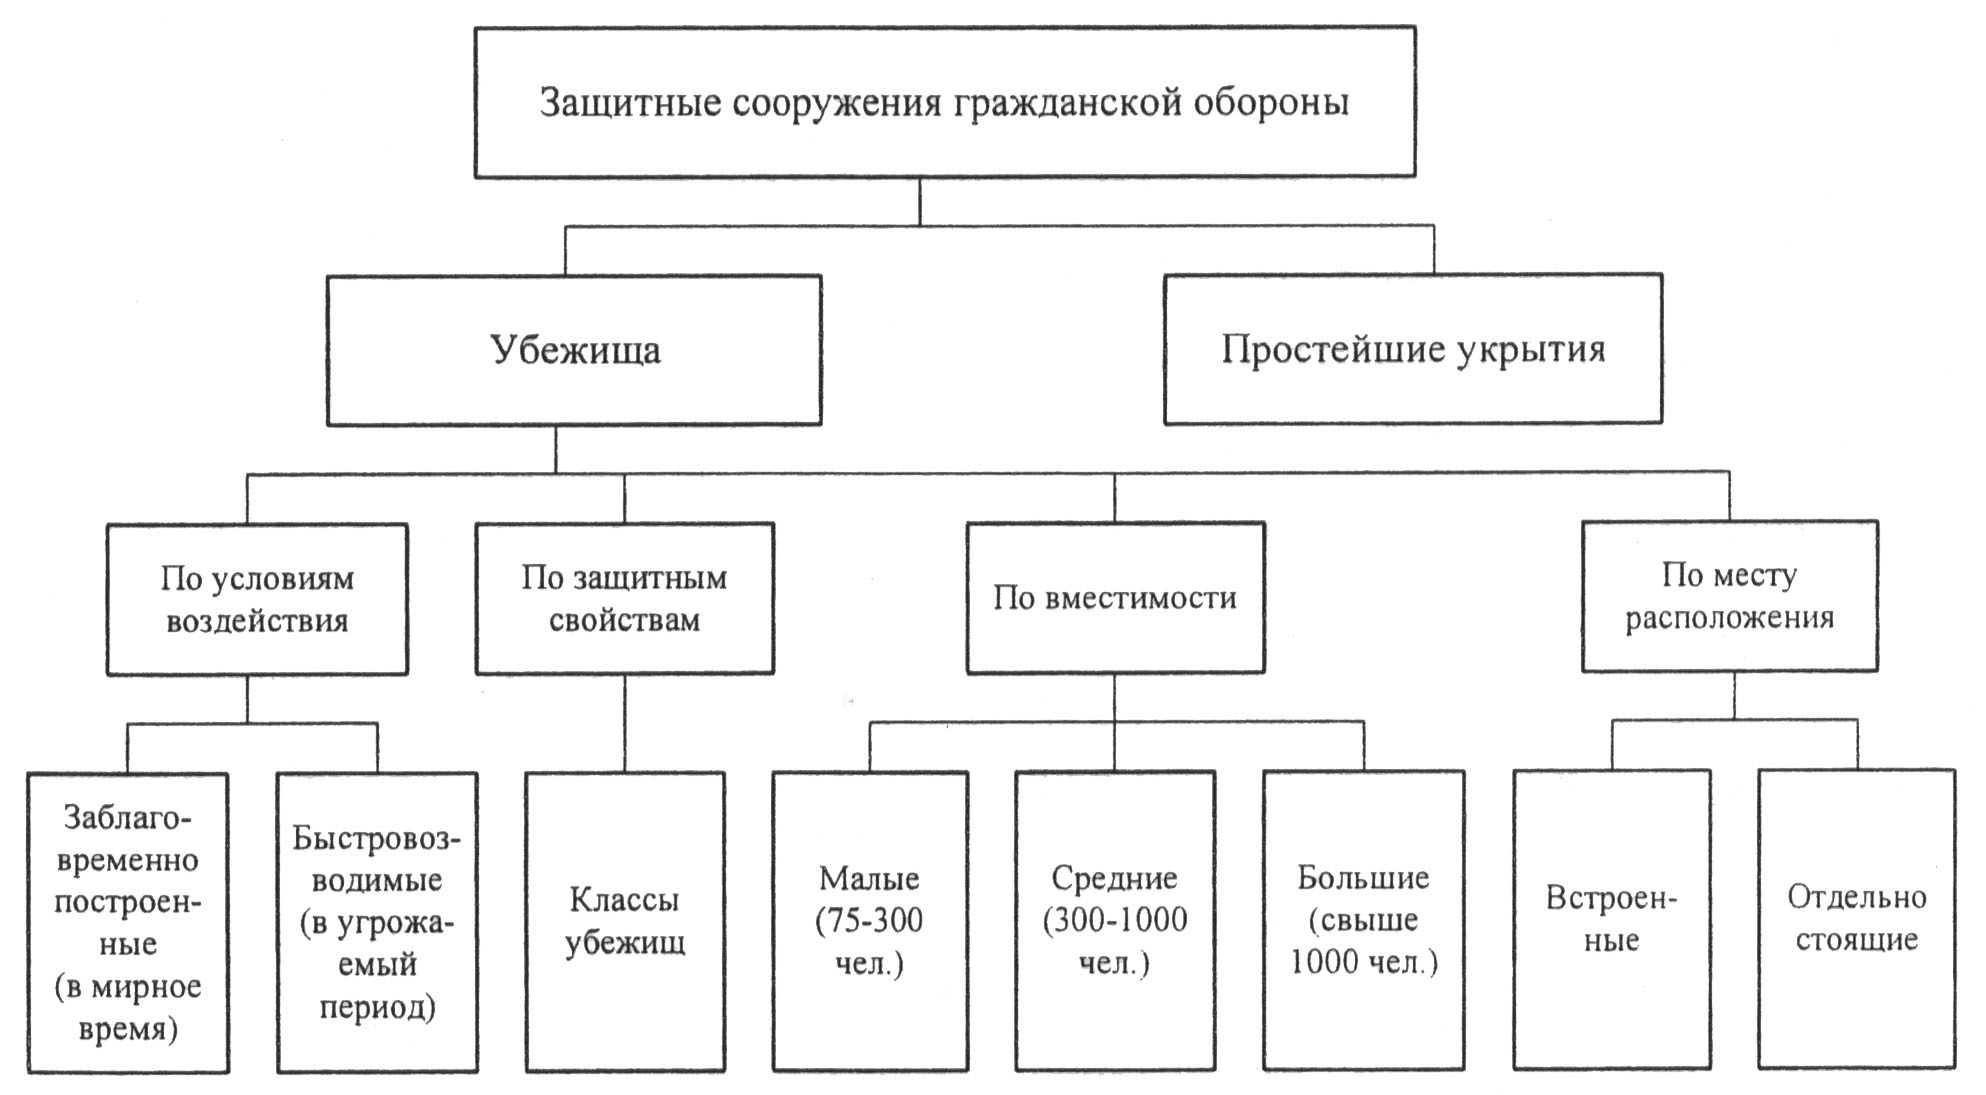 Защитные сооружения гражданской обороны
Убежища
Простейшие укрытия
По условиям
воздействия
По защитным
свойствам
По вместимости
По месту
расположения
Заблаго-
временно
построен-
ные
(в мирное
время)
Быстровоз-
водимые
(в угрожа-
емый
период)
Классы
убежищ
Малые
(75-300
чел.)
Средние
(300-1000
чел.)
Большие
(свыше
1000 чел.)
Встроен-
ные
Отдельно
стоящие